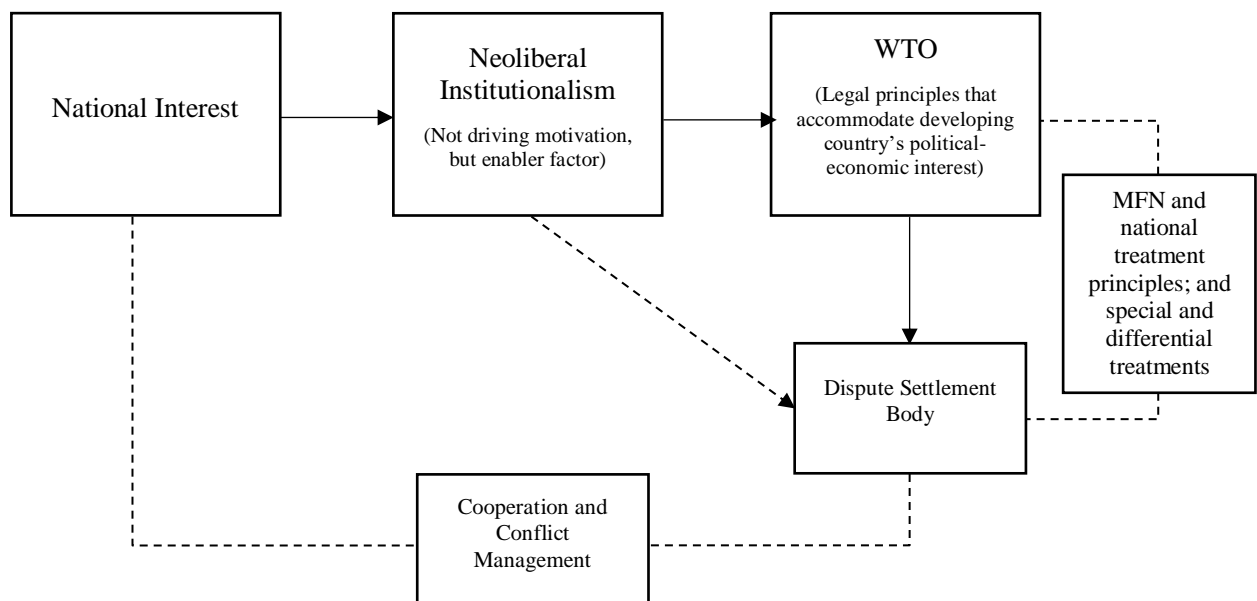 National Interest
Neoliberal
Institutionalism
(Not driving motivation,
but enabler factor)
WTO
(Legal principles that
accommodate developing
country's political-
economic interest)
MFN and
national
treatment
principles; and
special and
differential
treatments
Dispute Settlement
Body
Cooperation and
Conflict
Management